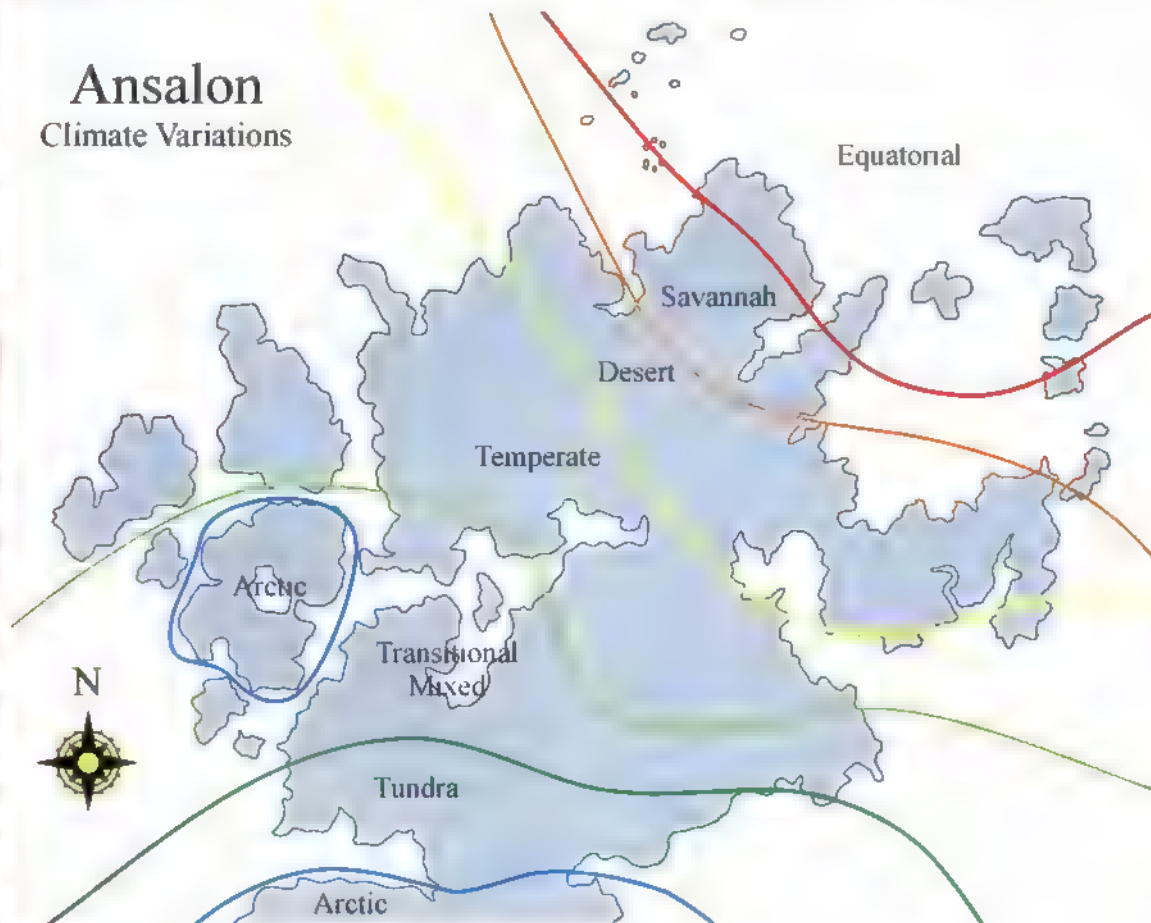 Ansalon
Climate Variations
Equatorial
Savannah
Desert
Temperate
Arctic
Transitional
Mixed
N
Tundra
Arctic